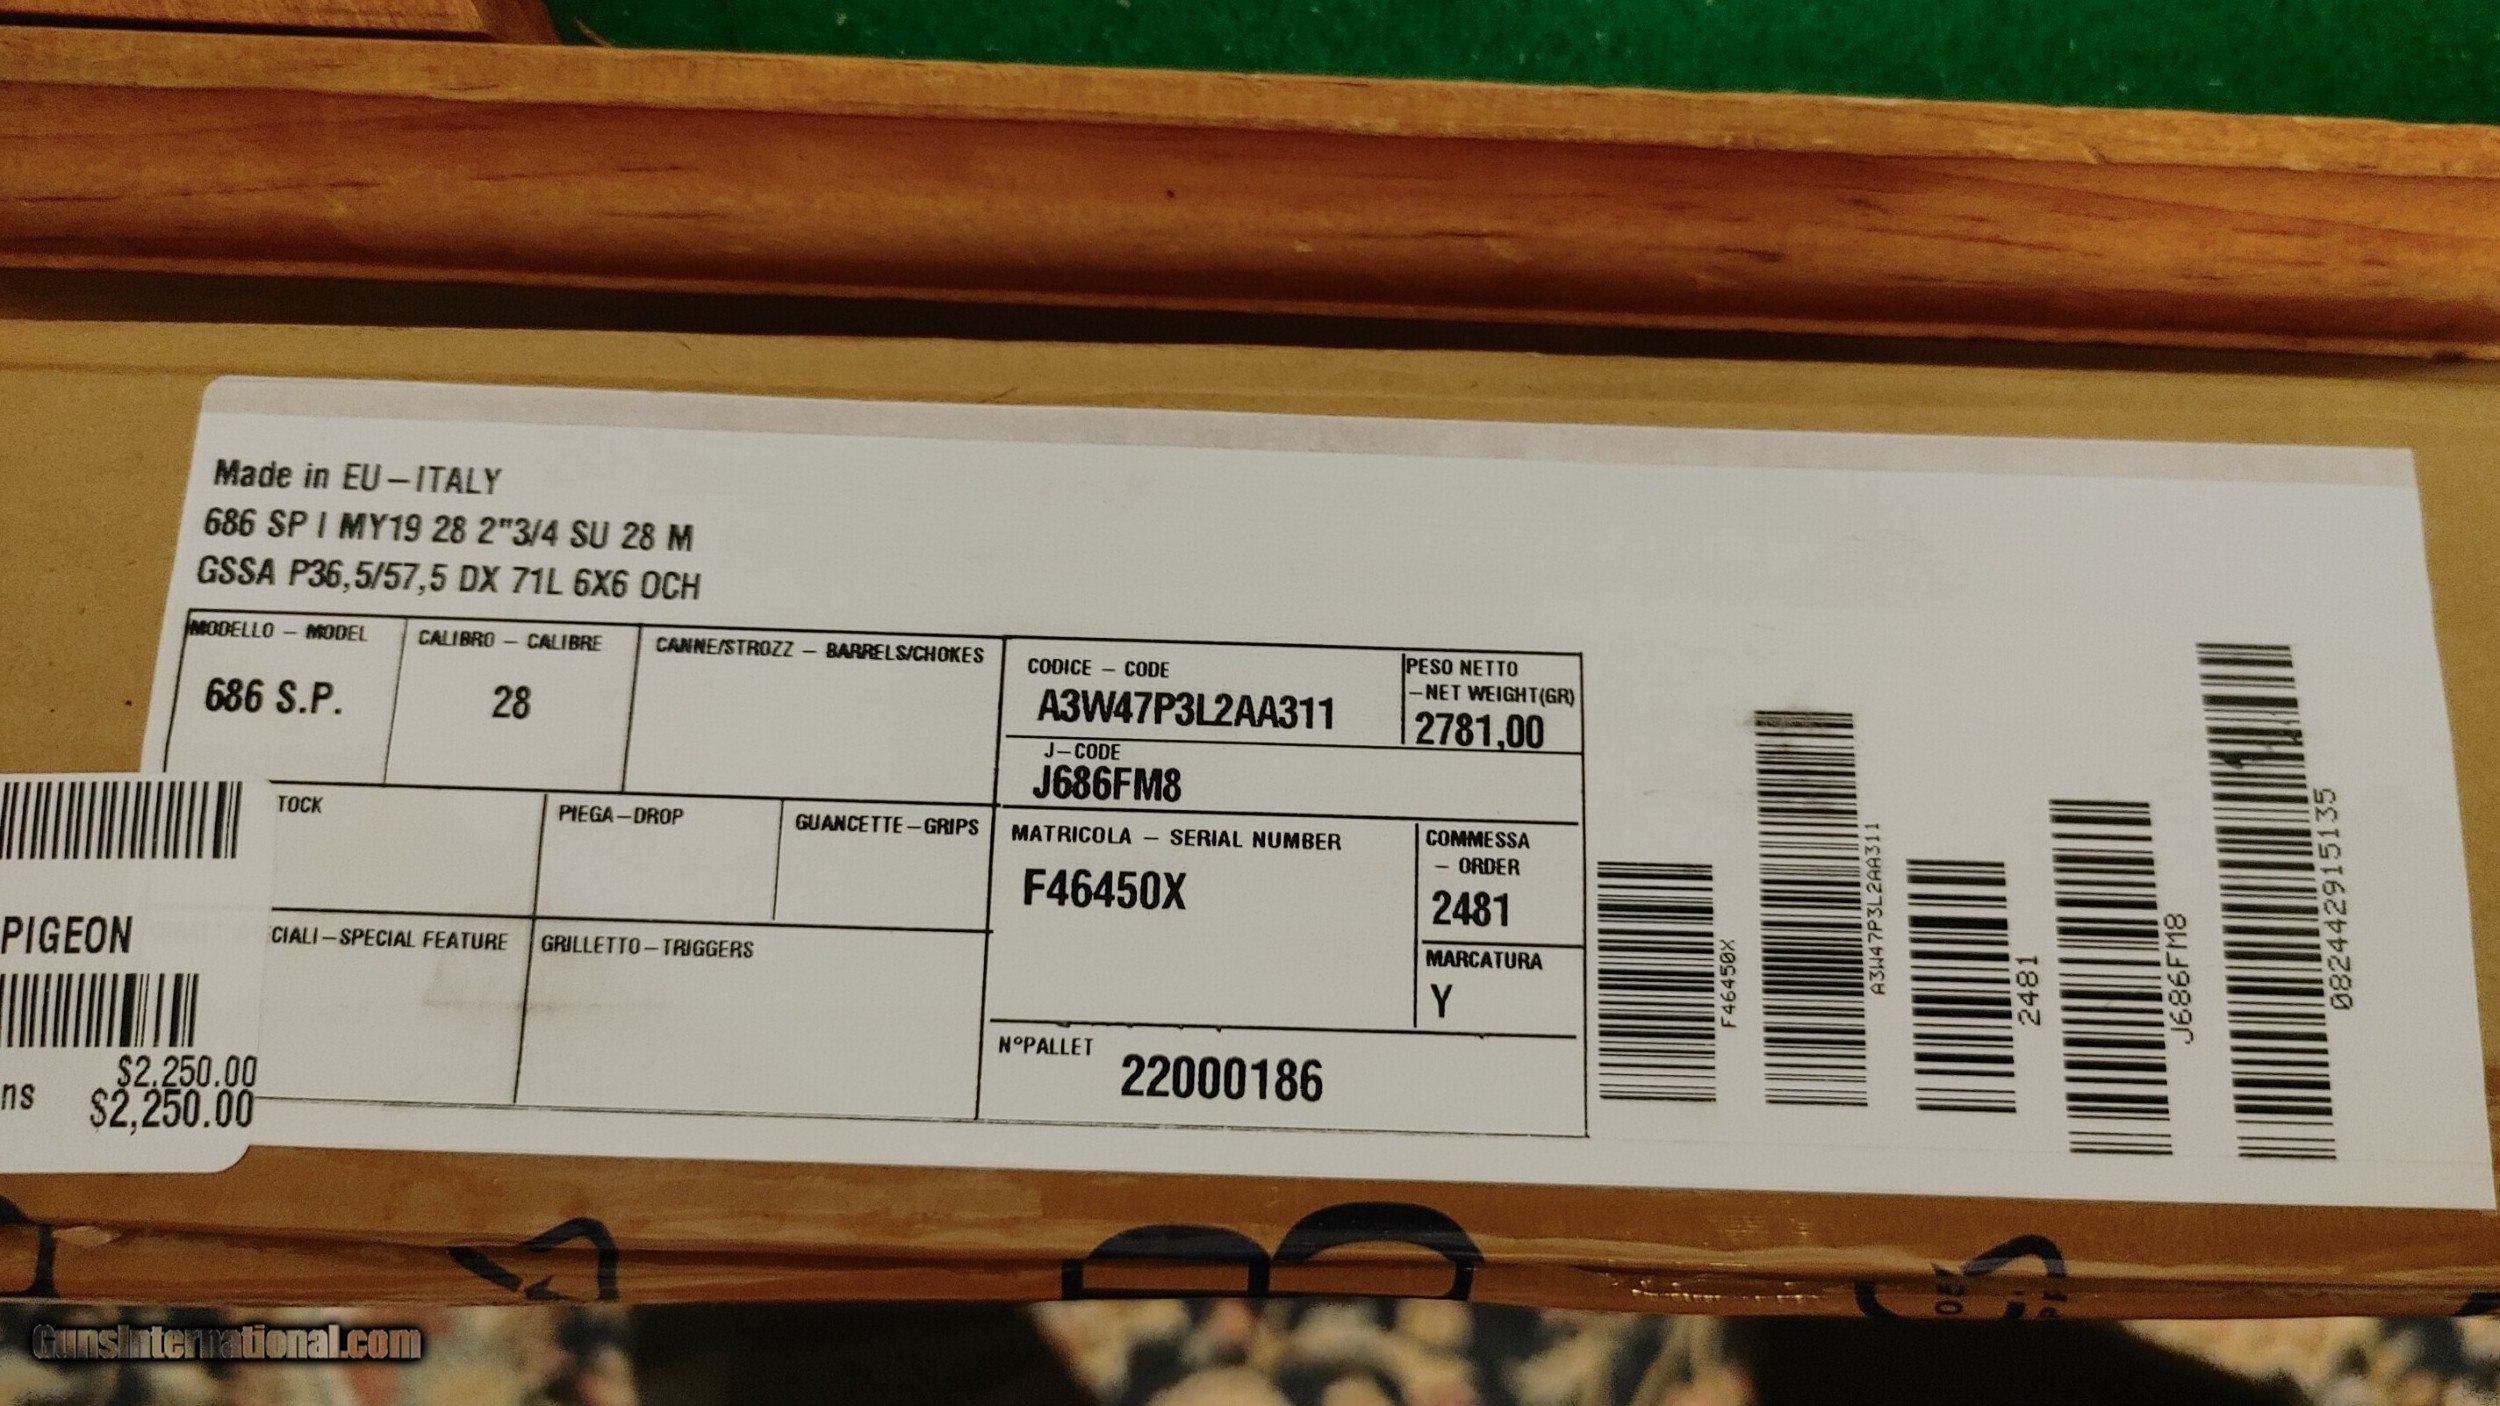 Made in EU–ITALY
686 SP I MY19 28 2"3/4 SU 28 M
GSSA P36,5/57,5 DX 71L 6X6 OCH
MODELLO – MODEL
686 S.P.
CALIBRO – CALIBRE
28
CANNE/STROZZ – BARRELS/CHOKES
CODICE – CODE
A3W47P3L2AA311
PESO NETTO
–NET WEIGHT(GR)
2781,00
J–CODE
J686FM8
TOCK
PIEGA–DROP
GUANCETTE–GRIPS
MATRICOLA – SERIAL NUMBER
F46450X
COMMESSA
– ORDER
2481
MARCATURA
Y
CIALI–SPECIAL FEATURE
GRILLETTO–TRIGGERS
N°PALLET
22000186
PIGEON
$2,250.00
ns
$2,250.00
F46450X
A3W47P3L2AA311
2481
J686FM8
082442915135
GunsInternational.com